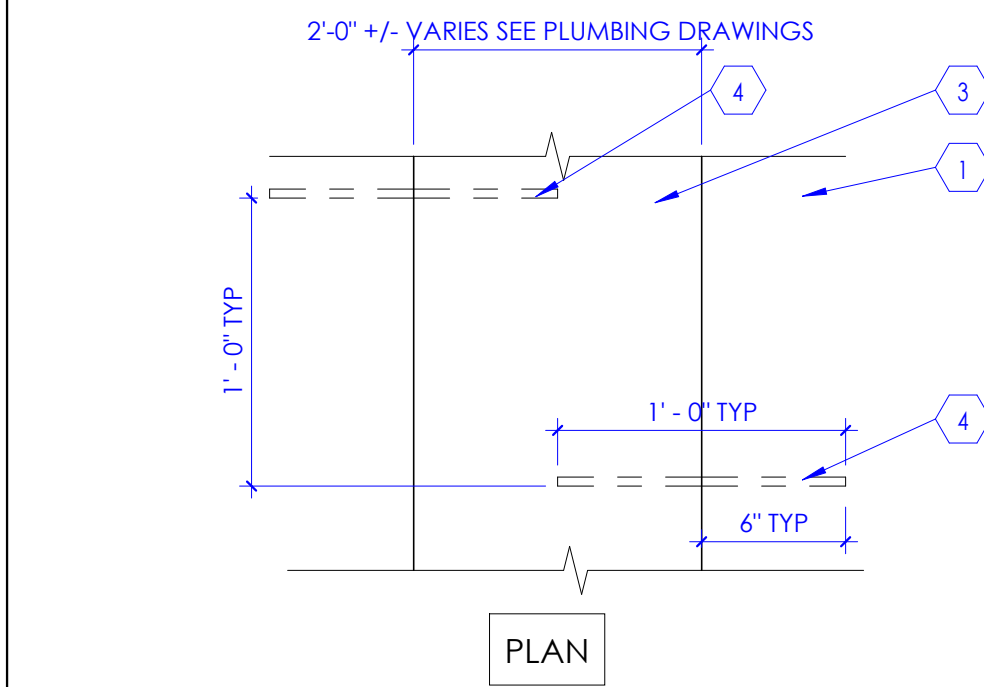 2'-0" +/- VARIES SEE PLUMBING DRAWINGS
4
3
1
1' - 0" TYP
1' - 0" TYP
4
6" TYP
PLAN